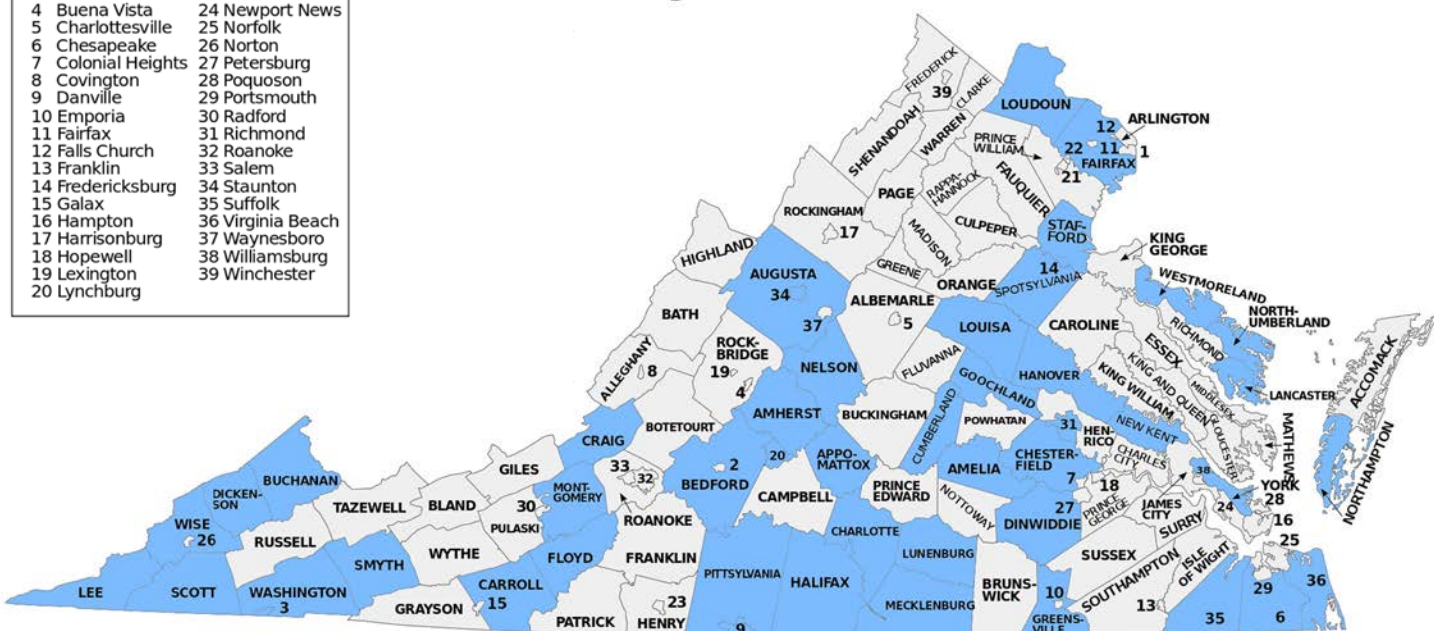 4 Buena Vista
5 Charlottesville
6 Chesapeake
7 Colonial Heights
8 Covington
9 Danville
10 Emporia
11 Fairfax
12 Falls Church
13 Franklin
14 Fredericksburg
15 Galax
16 Hampton
17 Harrisonburg
18 Hopewell
19 Lexington
20 Lynchburg
24 Newport News
25 Norfolk
26 Norton
27 Petersburg
28 Poquoson
29 Portsmouth
30 Radford
31 Richmond
32 Roanoke
33 Salem
34 Staunton
35 Suffolk
36 Virginia Beach
37 Waynesboro
38 Williamsburg
39 Winchester
FREDERICK
39
CLARKE
LOUDOUN
SHENANDOAH
WARREN
PRINCE
WILLIAM
12
ARLINGTON
22
11
1
FAIRFAX
21
FAUQUIER
PAGE
RAPPA-
HANNOCK
ROCKINGHAM
17
MADISON
CULPEPER
STAF-
FORD
KING
GEORGE
HIGHLAND
AUGUSTA
34
37
GREENE
ORANGE
14
SPOTSYLVANIA
WESTMORELAND
NORTH-
UMBERLAND
BATH
ALBEMARLE
5
LOUISA
CAROLINE
RICHMOND
ESSEX
ACCOMACK
ALLEGHANY
8
ROCK-
BRIDGE
19
4
NELSON
FLUVANNA
GOOCHLAND
HANOVER
KING WILLIAM
KING AND QUEEN
MIDDLESEX
LANCASTER
CRAIG
BOTETOURT
AMHERST
BUCKINGHAM
CUMBERLAND
POWHATAN
31
HEN-
RICO
NEW KENT
GLOUCESTER
MATHEWS
NORTHAMPTON
BUCHANAN
DICKEN-
SON
WISE
26
TAZEWELL
RUSSELL
BLAND
GILES
30
PULASKI
MONT-
GOMERY
33
32
ROANOKE
2
BEDFORD
20
APPO-
MATTOX
CAMPBELL
PRINCE
EDWARD
AMELIA
CHESTER-
FIELD
7
CHARLES
CITY
18
PRINCE
GEORGE
38
YORK
JAMES
CITY
24
28
16
25
NOTTOWAY
27
DINWIDDIE
SURRY
LEE
SCOTT
WASHINGTON
3
SMYTH
WYTHE
GRAYSON
CARROLL
15
FLOYD
FRANKLIN
PATRICK
23
HENRY
PITTSYLVANIA
9
HALIFAX
CHARLOTTE
LUNENBURG
MECKLENBURG
BRUNS-
WICK
10
GREENS-
VILLE
SUSSEX
SOUTHAMPTON
13
ISLE
OF WIGHT
35
29
6
36